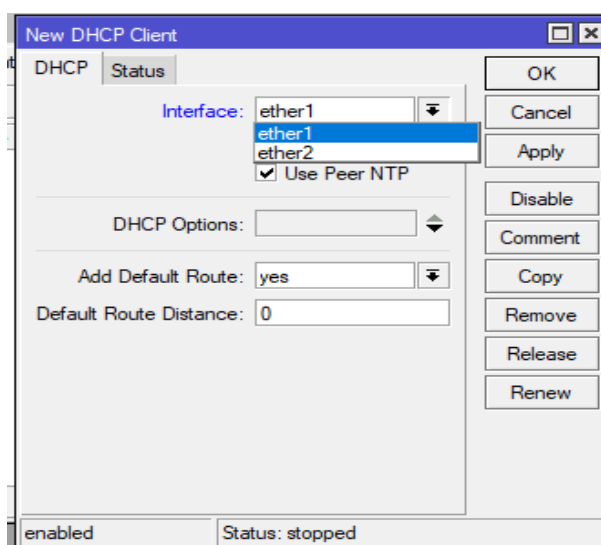 New DHCP Client
DHCP Status
Interface: ether1
ether1
ether2
Use Peer NTP
DHCP Options:
Add Default Route: yes
Default Route Distance: 0
OK
Cancel
Apply
Disable
Comment
Copy
Remove
Release
Renew
enabled Status: stopped